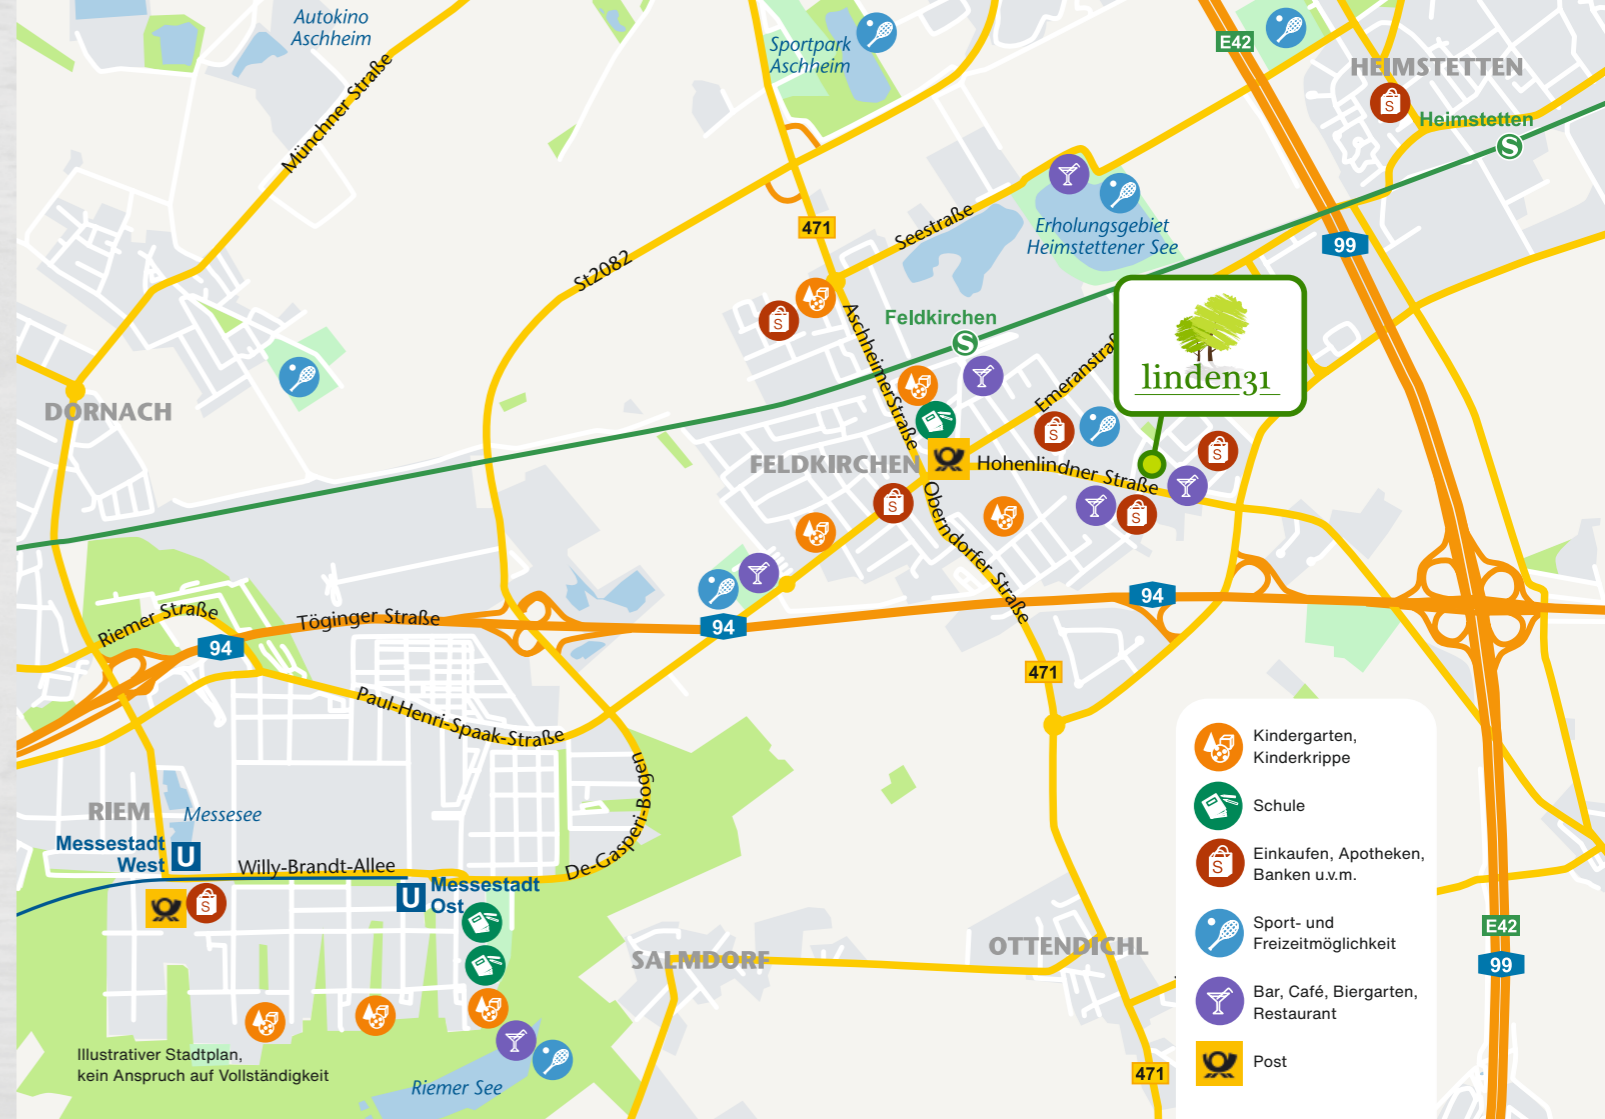 Autokino
Aschheim
Münchner Straße
Sportpark
Aschheim
E42
HEIMSTETTEN
S
Heimstetten
S
471
Seestraße
Erholungsgebiet
Heimstettener See
99
St2082
S
Aschheimer Straße
Feldkirchen
S
Emeranstraß
linden31
DORNACH
FELDKIRCHEN
S
S
Hohenlindner Straße
S
S
Oberndorfer Straße
Riemer Straße
94
Töginger Straße
94
94
471
Paul-Henri-Spaak-Straße
De-Gasperi-Bogen
RIEM
Messesee
Messestadt
West
U
Willy-Brandt-Allee
U
Messestadt
Ost
S
SALMDORF
OTTENDICHL
E42
99
471
Riemer See
Illustrativer Stadtplan,
kein Anspruch auf Vollständigkeit
Kindergarten,
Kinderkrippe
Schule
S
Einkaufen, Apotheken,
Banken u.v.m.
Sport- und
Freizeitmöglichkeit
Bar, Café, Biergarten,
Restaurant
Post